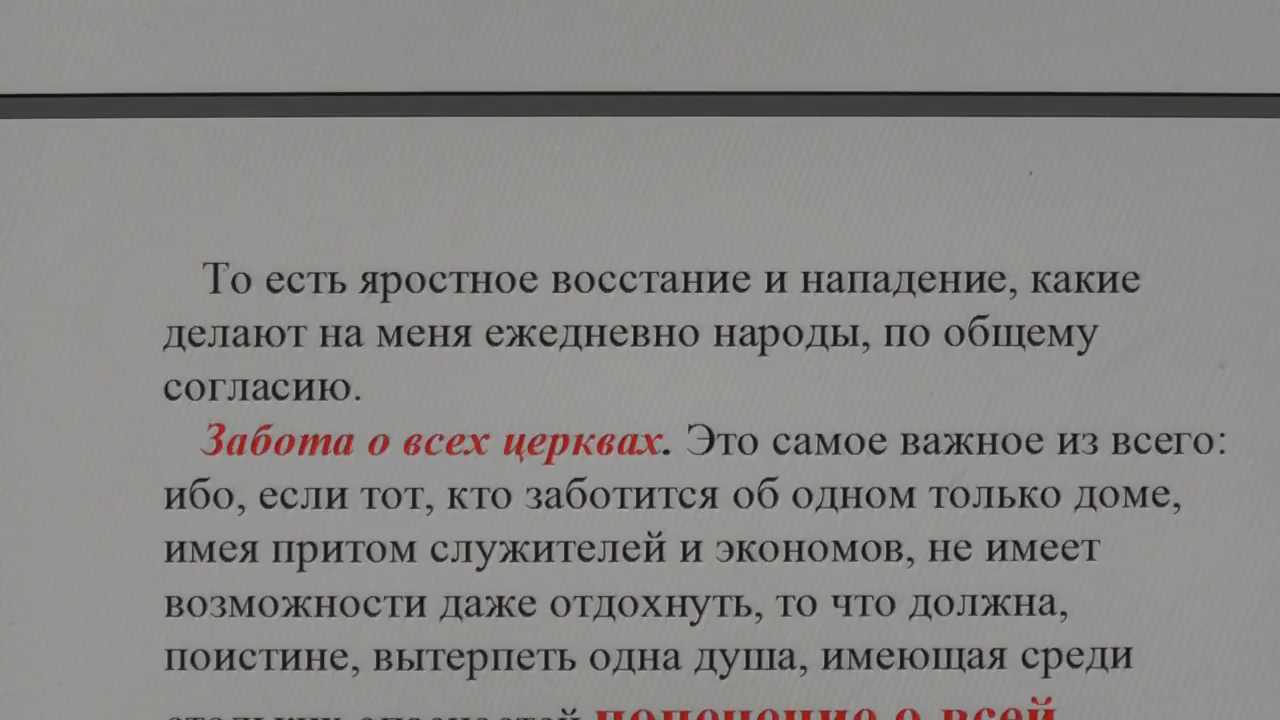 То есть яростное восстание и нападение, какие
делают на меня ежедневно народы, по общему
согласию.
Забота о всех церквах. Это самое важное из всего:
ибо, если тот, кто заботится об одном только доме,
имея притом служителей и экономов, не имеет
возможности даже отдохнуть, то что должна,
поистине, вытерпеть одна душа, имеющая среди
попечение о всей